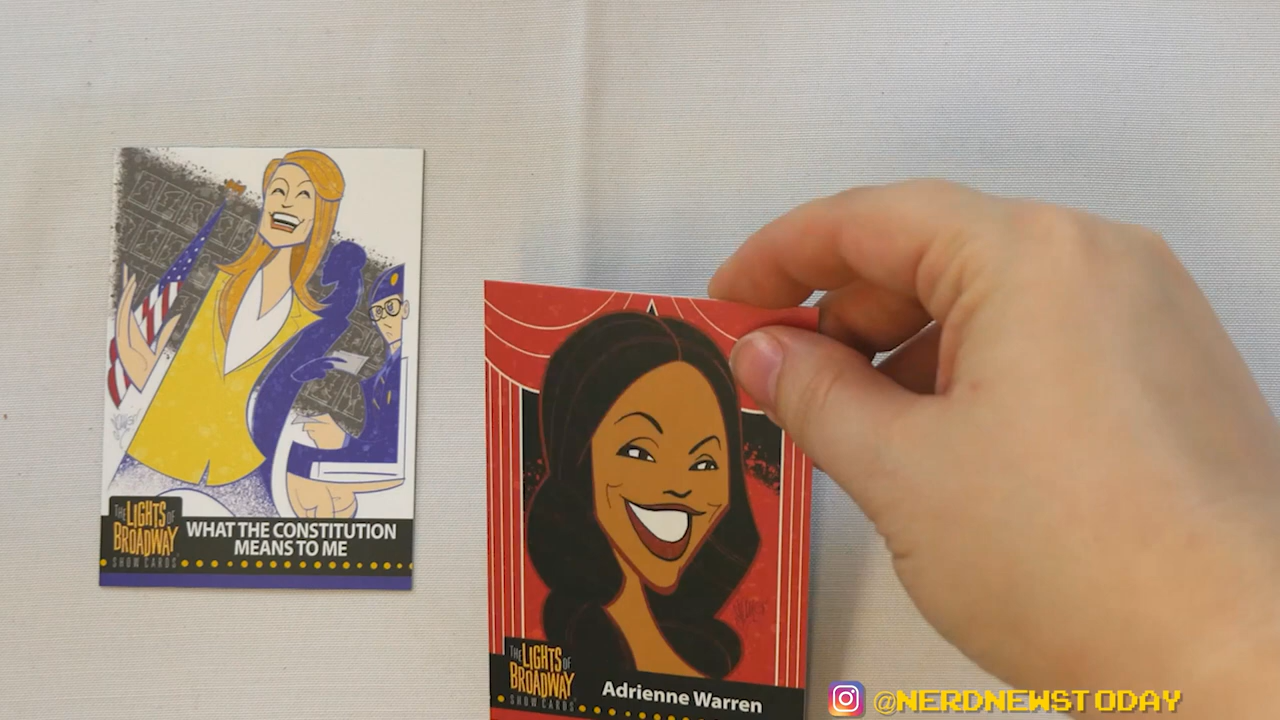 THE
LIGHTS OF
BROADWAY
SHOW CARDS
WHAT THE CONSTITUTION
MEANS TO ME
THE
LIGHTS OF
BROADWAY
SHOW CARDS
Adrienne Warren
@NERDNEWSTODAY